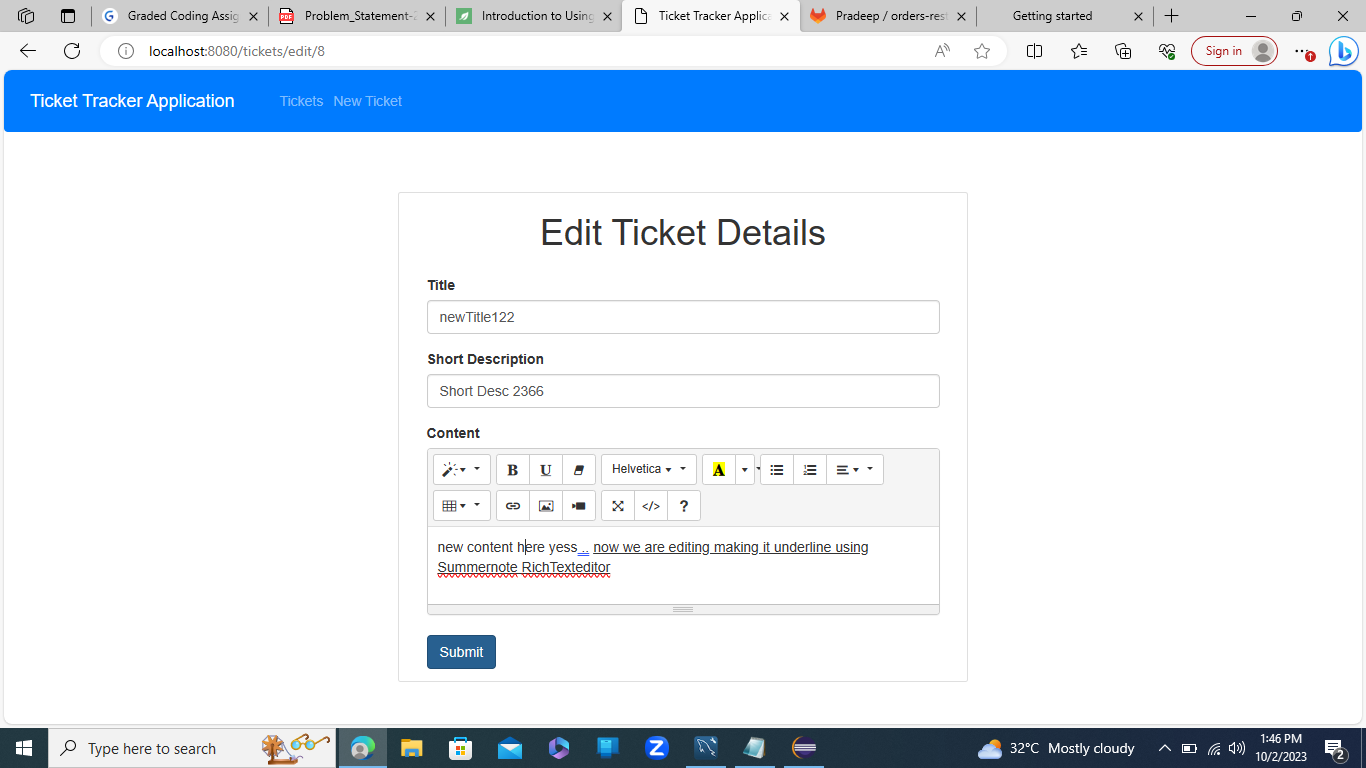 Graded Coding Assig
Problem_Statement-
Introduction to Using
Ticket Tracker Applica
Pradeep / orders-rest
Getting started
localhost:8080/tickets/edit/8
Sign in
Ticket Tracker Application
Tickets New Ticket
Edit Ticket Details
Title
newTitle122
Short Description
Short Desc 2366
Content
B U Helvetica A
</> ?
new content here yess .. now we are editing making it underline using
Summernote RichTexteditor
Submit
Type here to search
32°C Mostly cloudy
1:46 PM
10/2/2023
2